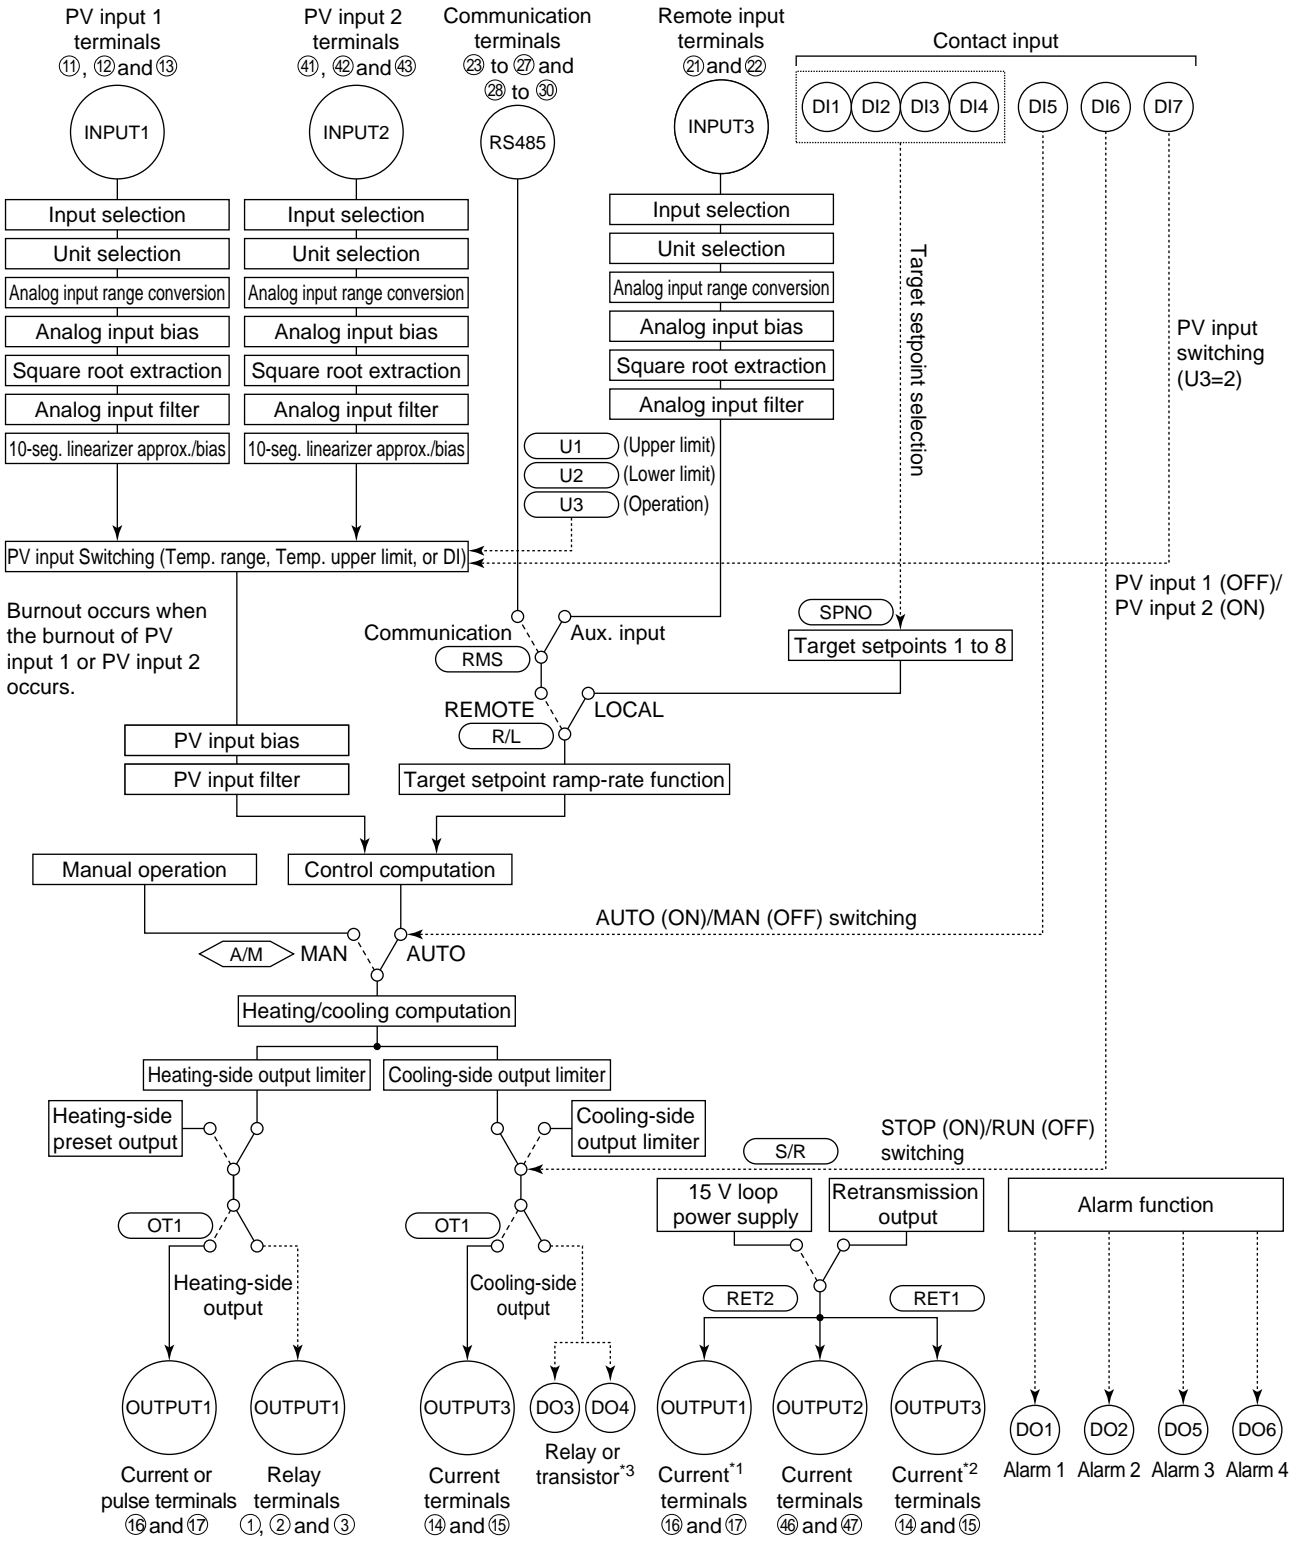 PV input 1
terminals
⑪, ⑫ and ⑬
PV input 2
terminals
㊶, ㊷ and ㊸
Communication
terminals
㉓ to ㉗ and
㉘ to ㉚
Remote input
terminals
㉑ and ㉒
Contact input
INPUT1
INPUT2
RS485
INPUT3
DI1
DI2
DI3
DI4
DI5
DI6
DI7
Input selection
Unit selection
Analog input range conversion
Analog input bias
Square root extraction
Analog input filter
10-seg. linearizer approx./bias
Input selection
Unit selection
Analog input range conversion
Analog input bias
Square root extraction
Analog input filter
10-seg. linearizer approx./bias
Input selection
Unit selection
Analog input range conversion
Analog input bias
Square root extraction
Analog input filter
Target setpoint selection
PV input
switching
(U3=2)
U1 (Upper limit)
U2 (Lower limit)
U3 (Operation)
PV input Switching (Temp. range, Temp. upper limit, or DI)
PV input 1 (OFF)/
PV input 2 (ON)
Burnout occurs when
the burnout of PV
input 1 or PV input 2
occurs.
Communication
Aux. input
RMS
SPNO
Target setpoints 1 to 8
REMOTE
LOCAL
R/L
PV input bias
PV input filter
Target setpoint ramp-rate function
Manual operation
Control computation
AUTO (ON)/MAN (OFF) switching
A/M
MAN
AUTO
Heating/cooling computation
Heating-side output limiter
Cooling-side output limiter
Heating-side
preset output
Cooling-side
output limiter
STOP (ON)/RUN (OFF)
switching
S/R
OT1
OT1
15 V loop
power supply
Retransmission
output
Alarm function
Heating-side
output
Cooling-side
output
RET2
RET1
OUTPUT1
OUTPUT1
OUTPUT3
DO3
DO4
OUTPUT1
OUTPUT2
OUTPUT3
DO1
DO2
DO5
DO6
Current or
pulse terminals
⑯ and ⑰
Relay
terminals
①, ② and ③
Current
terminals
⑭ and ⑮
Relay or
transistor*3
Current*1
terminals
⑯ and ⑰
Current
terminals
㊻ and ㊼
Current*2
terminals
⑭ and ⑮
Alarm 1
Alarm 2
Alarm 3
Alarm 4